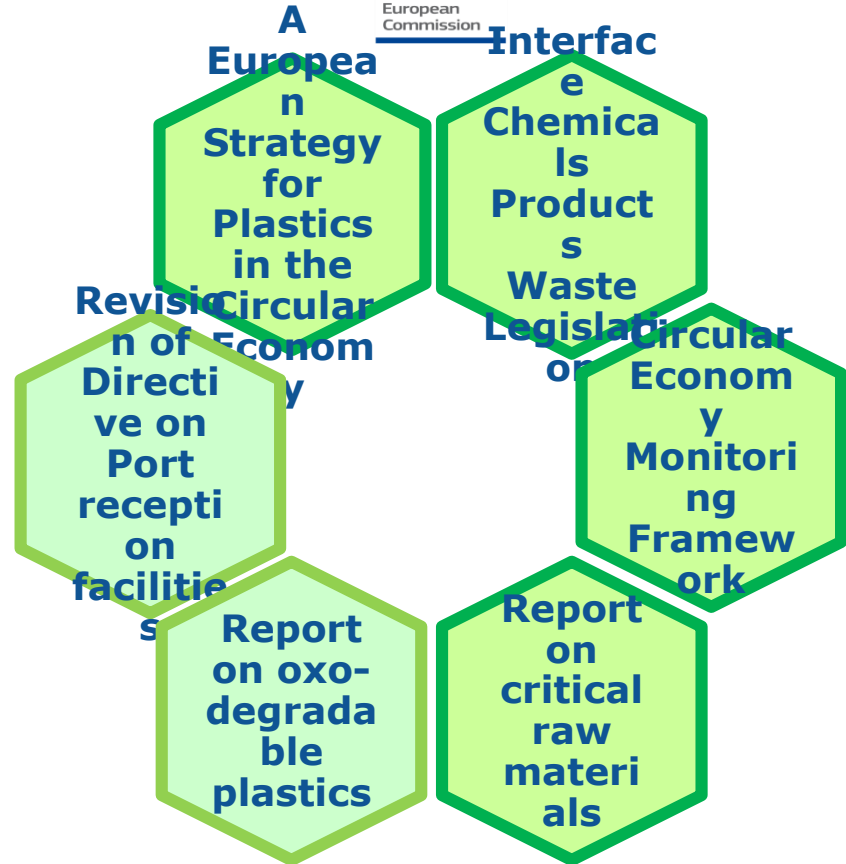 European
Commission
A
Europea
n
Strategy
for
Plastics
in the
Circular
Econom
y
Interfac
e
Chemica
ls
Product
s
Waste
Legislati
on
Revisio
n of
Directi
ve on
Port
recepti
on
facilitie
s
Circular
Econom
y
Monitori
ng
Framew
ork
Report
on oxo-
degrada
ble
plastics
Report
on
critical
raw
materi
als